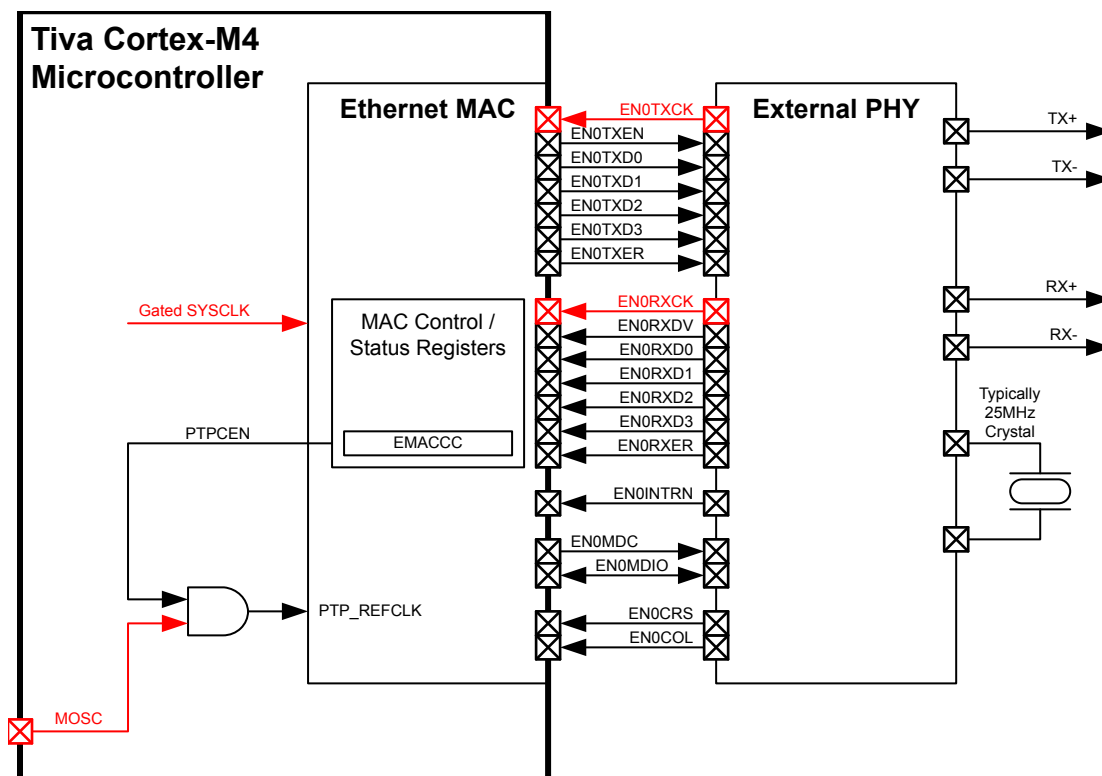 Tiva Cortex-M4
Microcontroller
Ethernet MAC
External PHY
EN0TXCK
EN0TXEN
EN0TXD0
EN0TXD1
EN0TXD2
EN0TXD3
EN0TXER
TX+
TX-
Gated SYSCLK
MAC Control /
Status Registers
EMACCC
EN0RXCK
EN0RXDV
EN0RXD0
EN0RXD1
EN0RXD2
EN0RXD3
EN0RXER
RX+
RX-
Typically
25MHz
Crystal
PTPCEN
EN0INTRN
EN0MDC
EN0MDIO
PTP_REFCLK
EN0CRS
EN0COL
MOSC